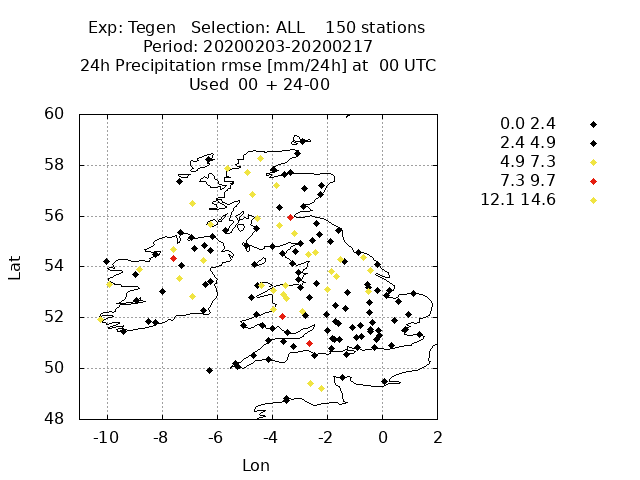 Exp: Tegen Selection: ALL 150 stations
Period: 20200203-20200217
24h Precipitation rmse [mm/24h] at 00 UTC
Used 00 + 24-00
60
58
56
54
52
50
48
Lat
-10 -8 -6 -4 -2 0 2
Lon
0.0 2.4
2.4 4.9
4.9 7.3
7.3 9.7
12.1 14.6